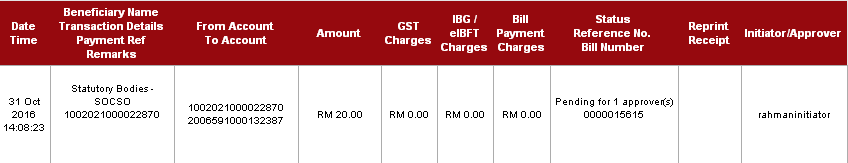 Date
Time
Beneficiary Name
Transaction Details
Payment Ref
Remarks
From Account
To Account
Amount
GST
Charges
IBG /
eIBFT
Charges
Bill
Payment
Charges
Status
Reference No.
Bill Number
Reprint
Receipt
Initiator/Approver
31 Oct
2016
14:08:23
Statutory Bodies -
SOCSO
1002021000022870
1002021000022870
2006591000132387
RM 20.00
RM 0.00
RM 0.00
RM 0.00
Pending for 1 approver(s)
0000015615
rahmaninitiator